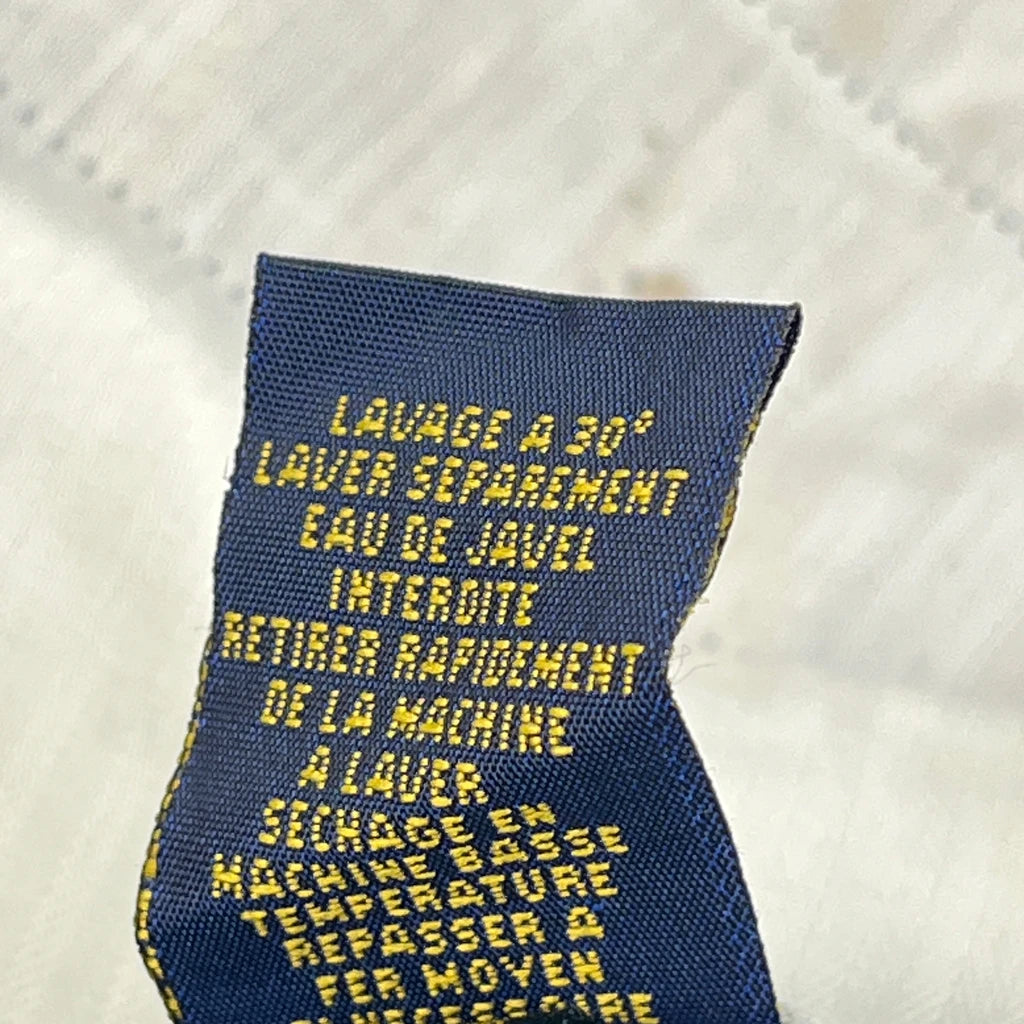 LAVAGE A 30°
LAVER SEPAREMENT
EAU DE JAVEL
INTERDITE
RETIRER RAPIDEMENT
DE LA MACHINE
A LAVER
SECHAGE EN
MACHINE BASSE
TEMPERATURE
REPASSER A
FER MOYEN